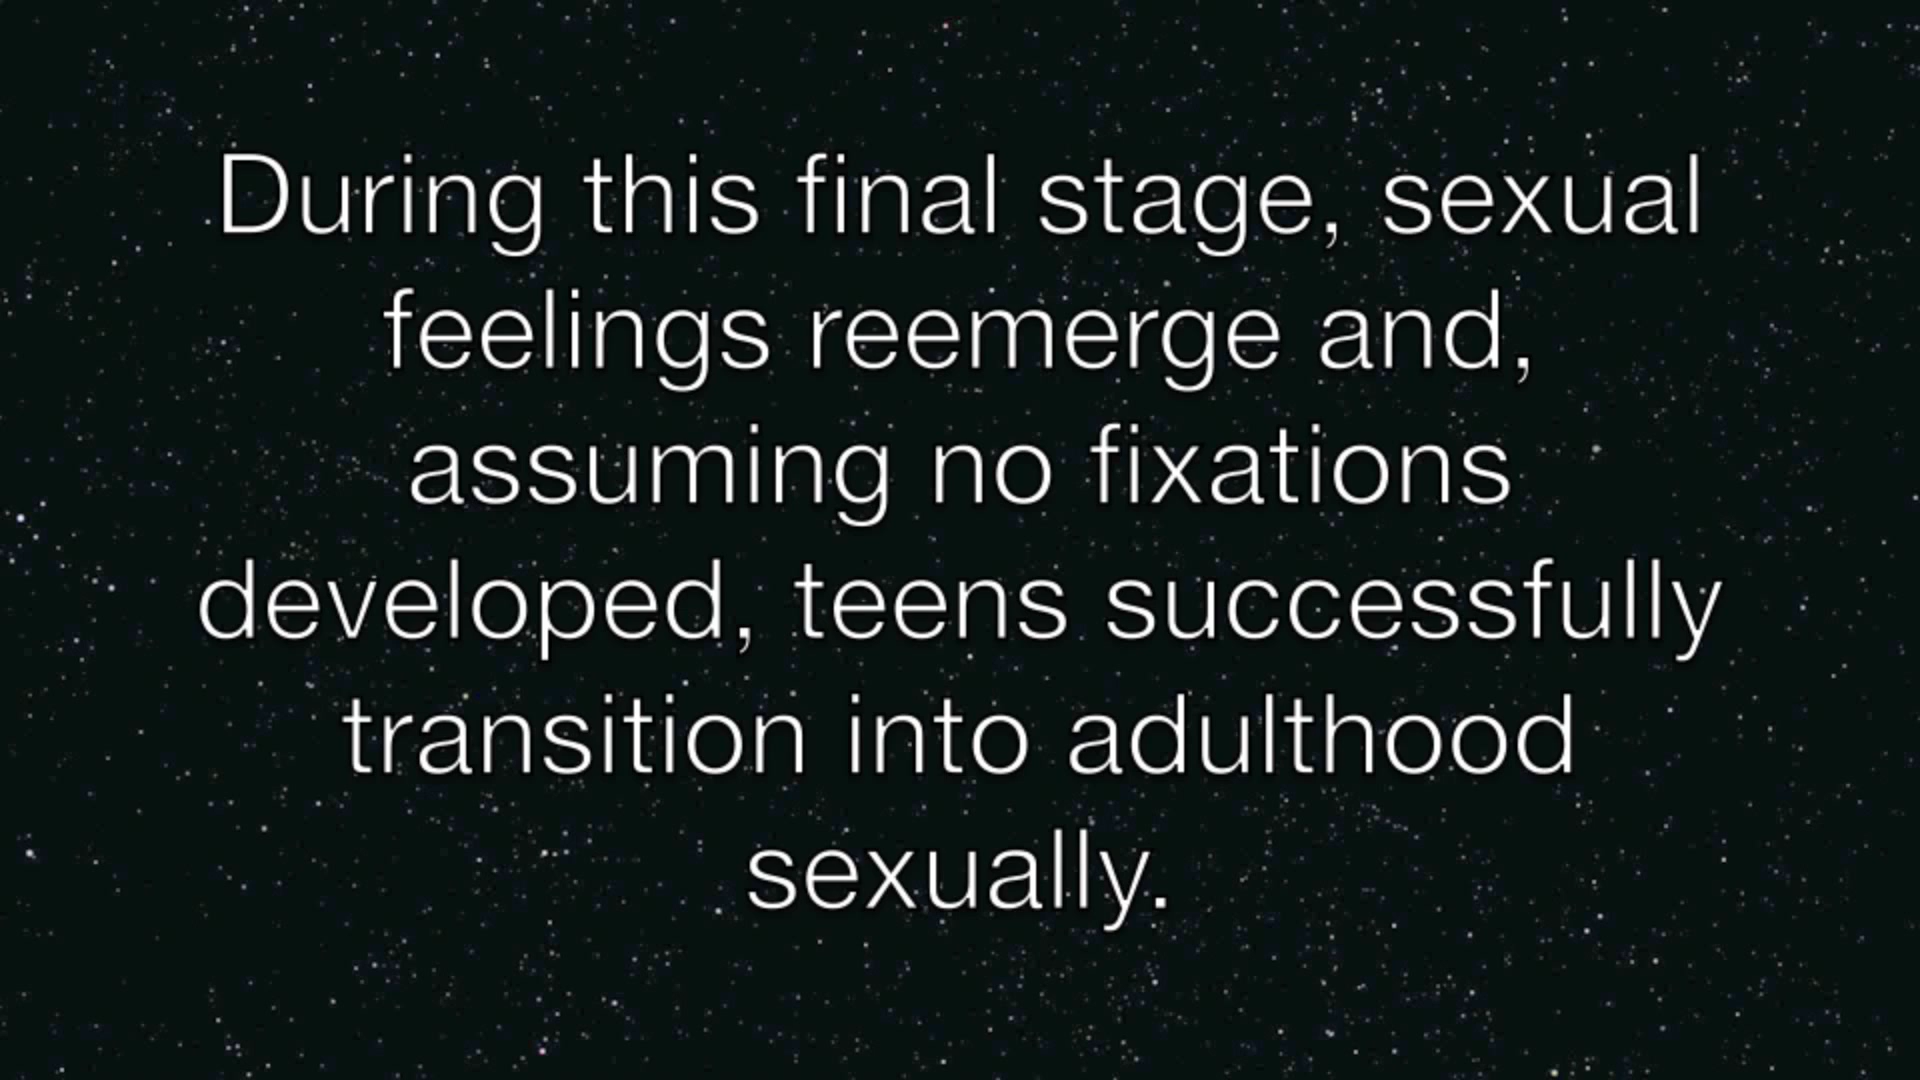 During this final stage, sexual
feelings reemerge and,
assuming no fixations
developed, teens successfully
transition into adulthood
sexually.